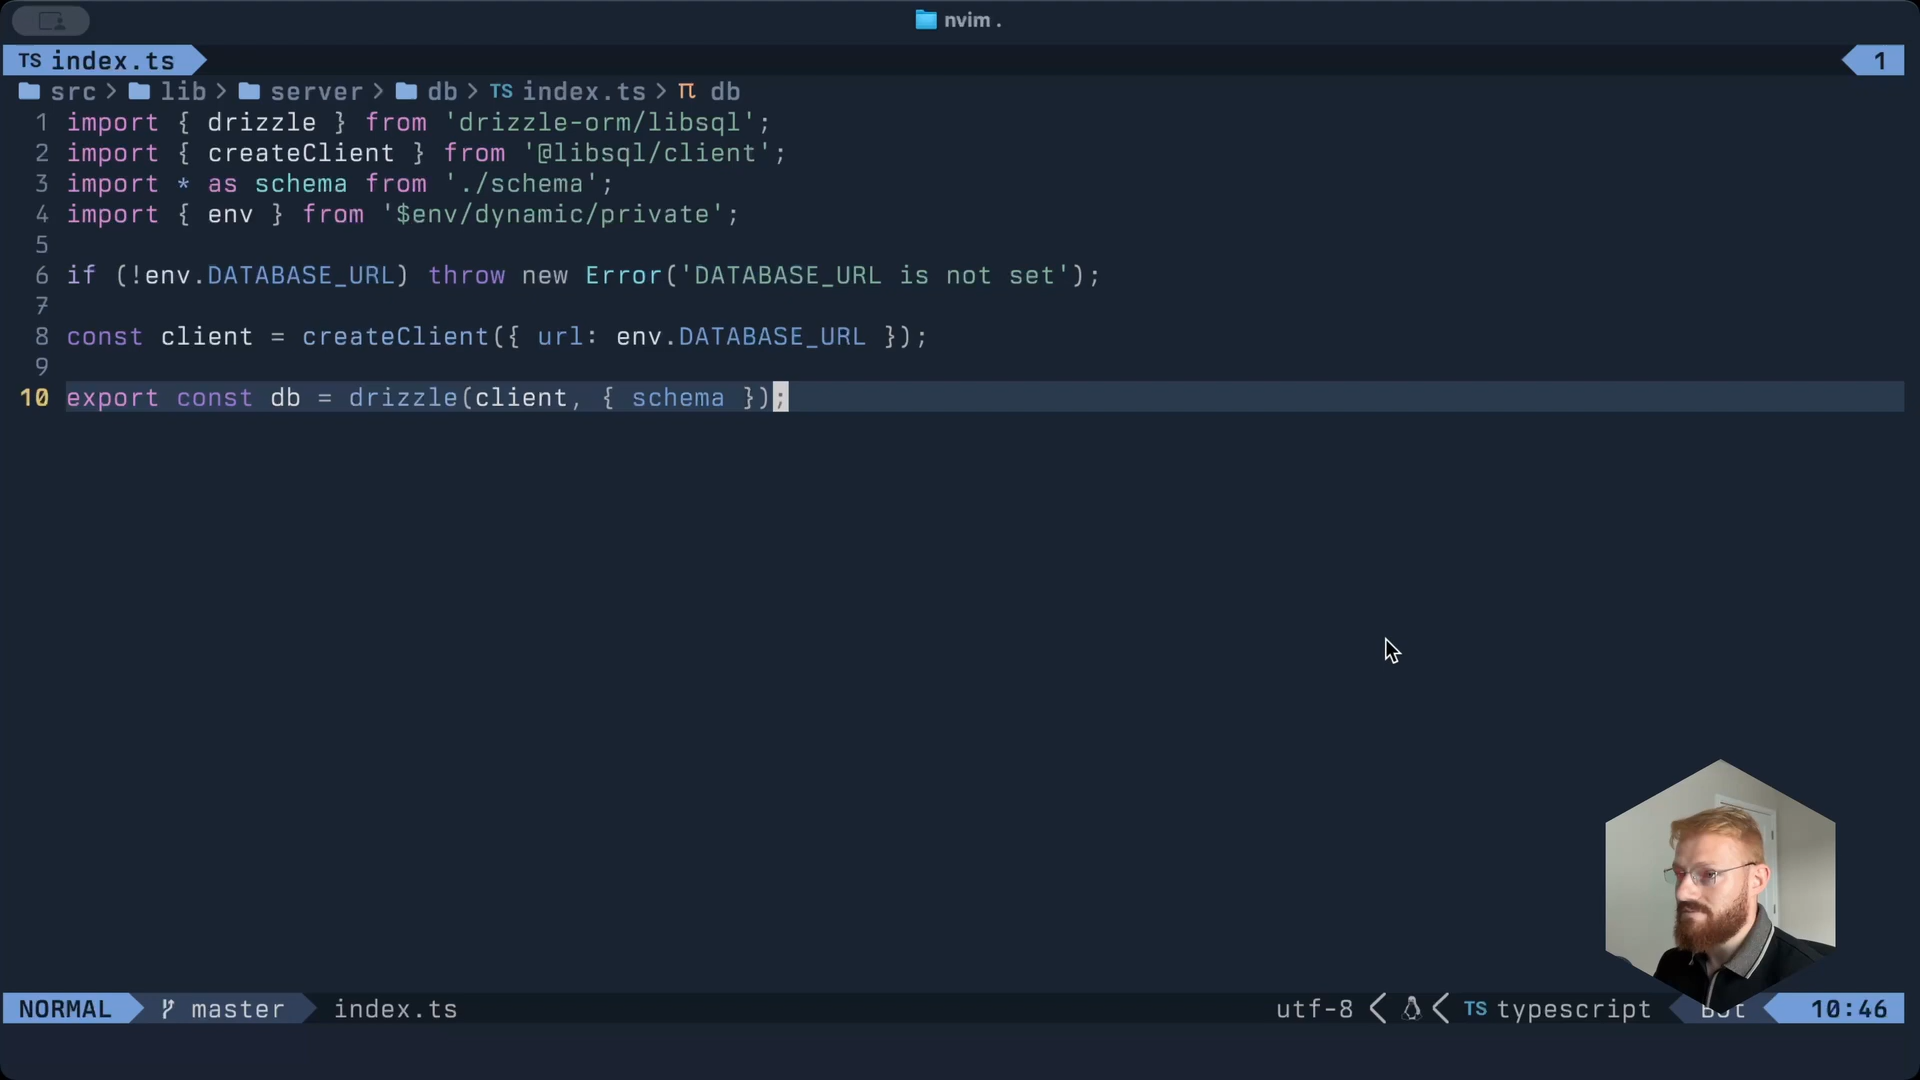 nvim .
TS index.ts
1
src > lib > server > db > TS index.ts > π db
1 import { drizzle } from 'drizzle-orm/libsql';
2 import { createClient } from '@libsql/client';
3 import * as schema from './schema';
4 import { env } from '$env/dynamic/private';
5
6 if (!env.DATABASE_URL) throw new Error('DATABASE_URL is not set');
7
8 const client = createClient({ url: env.DATABASE_URL });
9
10 export const db = drizzle(client, { schema });
NORMAL master index.ts utf-8 TS typescript Bot 10:46